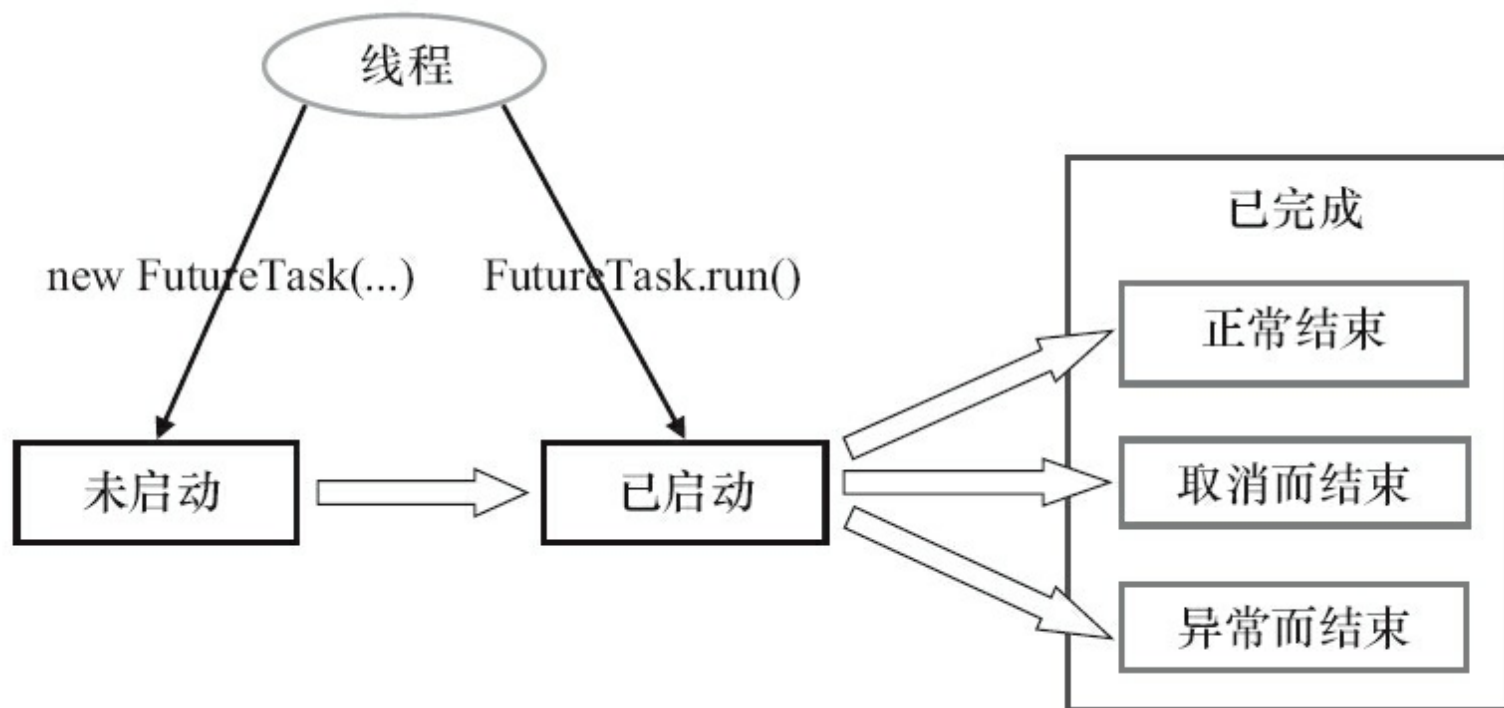 线程
new FutureTask(...)
FutureTask.run()
未启动
已启动
已完成
正常结束
取消而结束
异常而结束